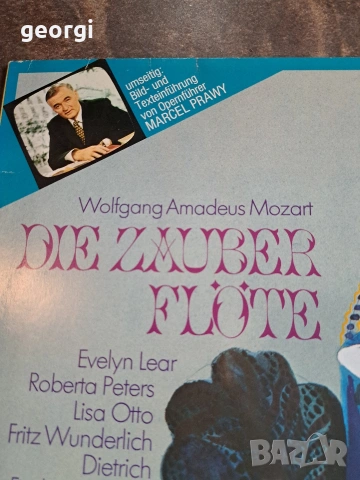 georgi
umseitig:
Bild- und
Texteinführung
von Opernführer
MARCEL PRAWY
Wolfgang Amadeus Mozart
DIE ZAUBER
FLÖTE
Evelyn Lear
Roberta Peters
Lisa Otto
Fritz Wunderlich
Dietrich
BAZAR